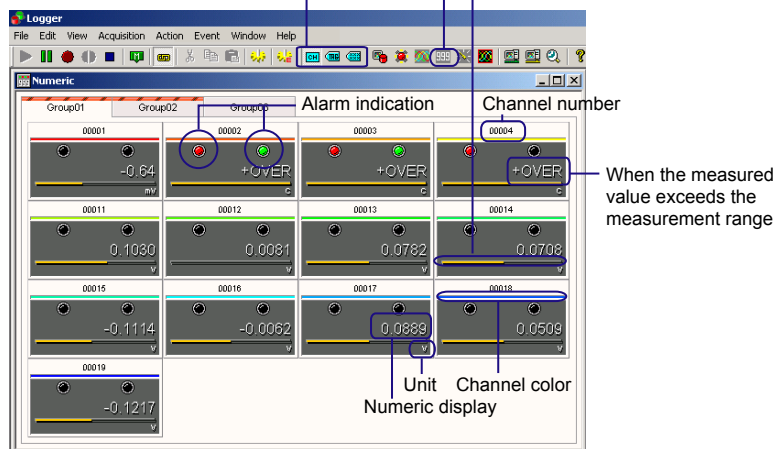 Logger
File Edit View Acquisition Action Event Window Help
CH
Numeric
Group01 Group02 Group03
Alarm indication
Channel number
00001 00002 00003 00004
-0.64 +OVER +OVER +OVER
mV C C C
When the measured
value exceeds the
measurement range
00011 00012 00013 00014
0.1030 0.0081 0.0782 0.0708
V V V V
00015 00016 00017 00018
-0.1114 -0.0062 0.0889 0.0509
V V V V
00019
-0.1217
V
Unit Channel color
Numeric display